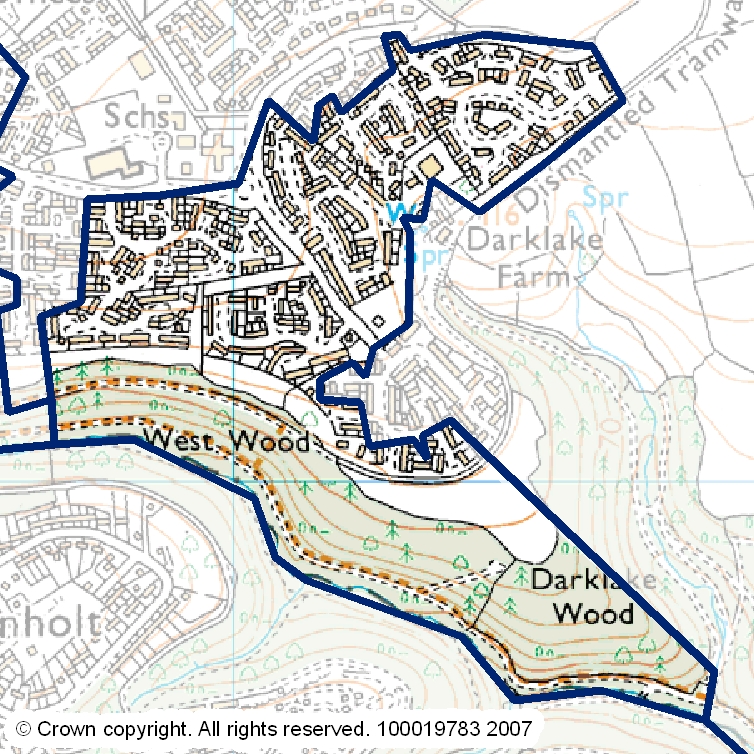 Schs
Dismantled Tramwa
Spr
W
116
Spr
Darklake
Farm
ell
70
West Wood
Darklake
Wood
nholt
© Crown copyright. All rights reserved. 100019783 2007